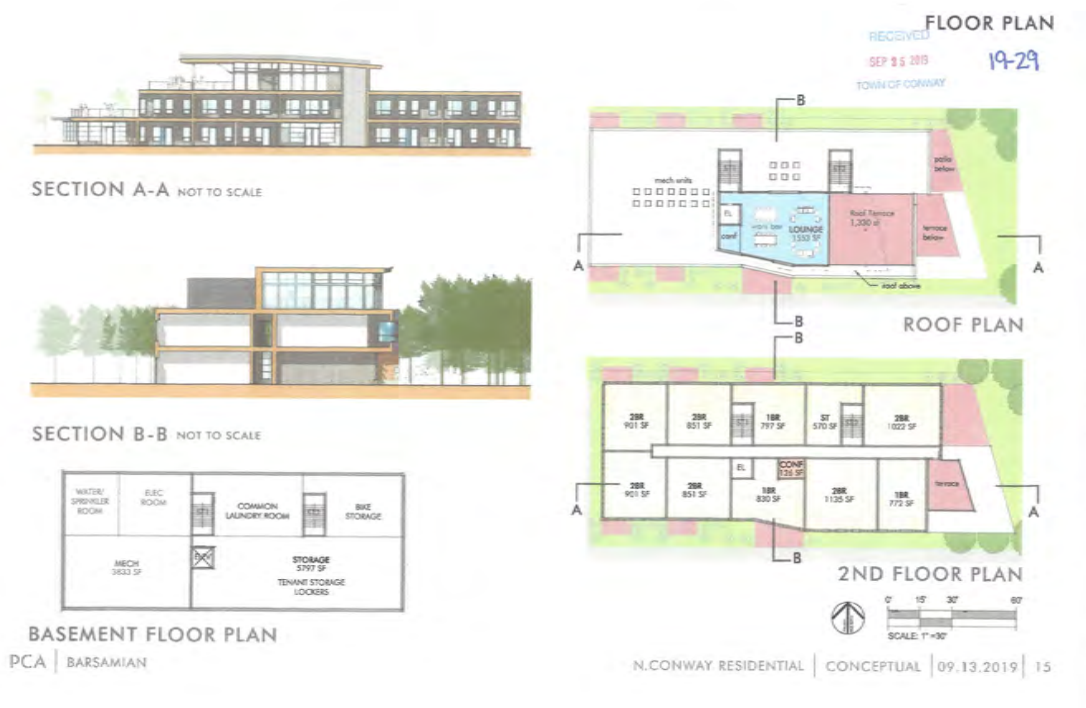 FLOOR PLAN
RECEIVED
SEP 25 2019
TOWN OF CONWAY
19-29
SECTION A-A NOT TO SCALE
SECTION B-B NOT TO SCALE
WATER/
SPRINKLER
ROOM
ELEC
ROOM
COMMON
LAUNDRY ROOM
BIKE
STORAGE
MECH
3833 SF
ELEV
STORAGE
5797 SF
TENANT STORAGE
LOCKERS
BASEMENT FLOOR PLAN
PCA | BARSAMIAN
B
mech units
patio
below
EL
conf
LOUNGE
1553 SF
Roof Terrace
1,330 sf
terrace
below
A
A
roof above
B
ROOF PLAN
B
2BR
901 SF
2BR
851 SF
1BR
797 SF
ST
570 SF
2BR
1022 SF
2BR
901 SF
2BR
851 SF
EL
CONF
126 SF
1BR
830 SF
2BR
1135 SF
1BR
772 SF
terrace
A
A
B
2ND FLOOR PLAN
0' 15' 30' 60'
SCALE: 1" =30'
N.CONWAY RESIDENTIAL | CONCEPTUAL | 09.13.2019 | 15